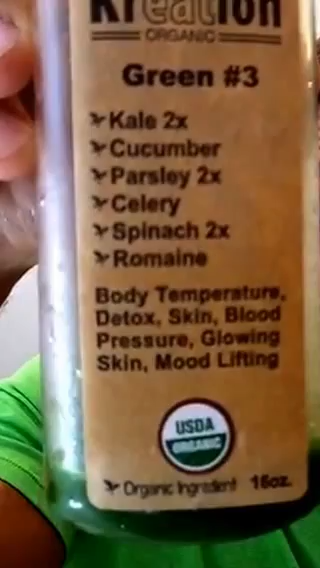 Kreation
ORGANIC
Green #3
Kale 2x
Cucumber
Parsley 2x
Celery
Spinach 2x
Romaine
Body Temperature,
Detox, Skin, Blood
Pressure, Glowing
Skin, Mood Lifting
USDA
ORGANIC
Organic Ingredient 16oz.